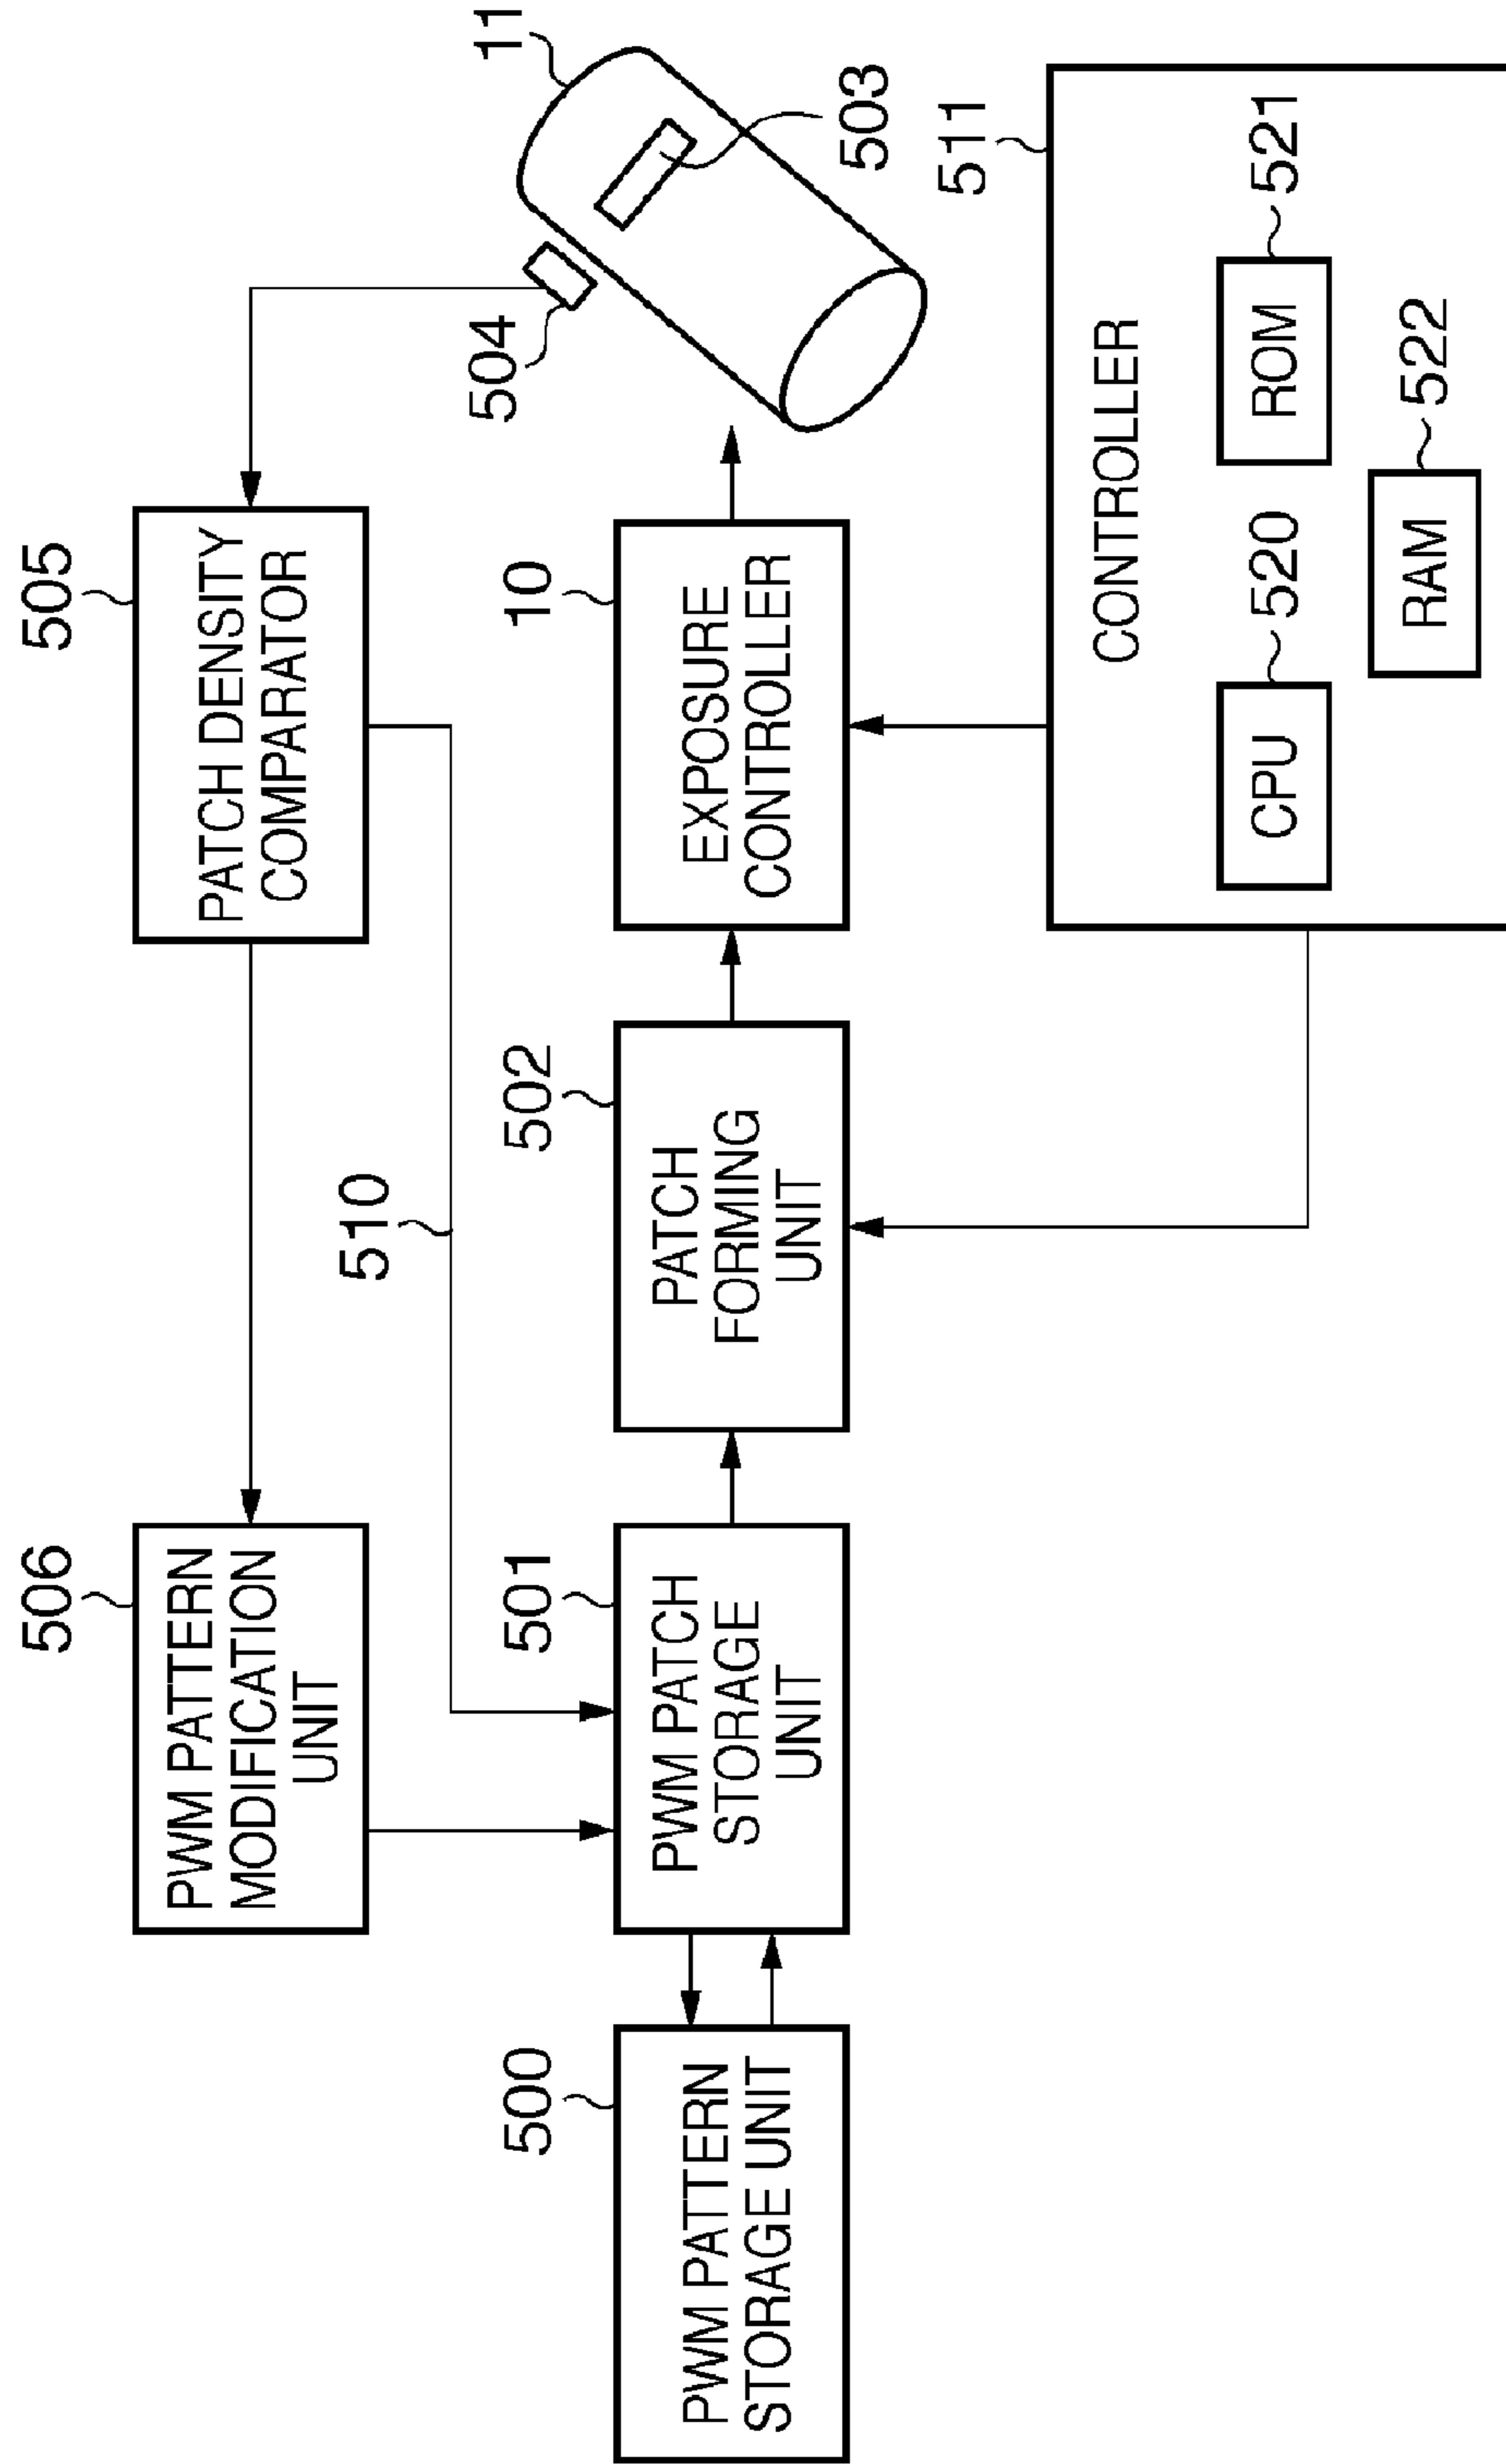 506
PWM PATTERN
MODIFICATION
UNIT
505
PATCH DENSITY
COMPARATOR
510
504
11
503
500
PWM PATTERN
STORAGE UNIT
501
PWM PATCH
STORAGE
UNIT
502
PATCH
FORMING
UNIT
10
EXPOSURE
CONTROLLER
511
CONTROLLER
520
CPU
521
ROM
522
RAM